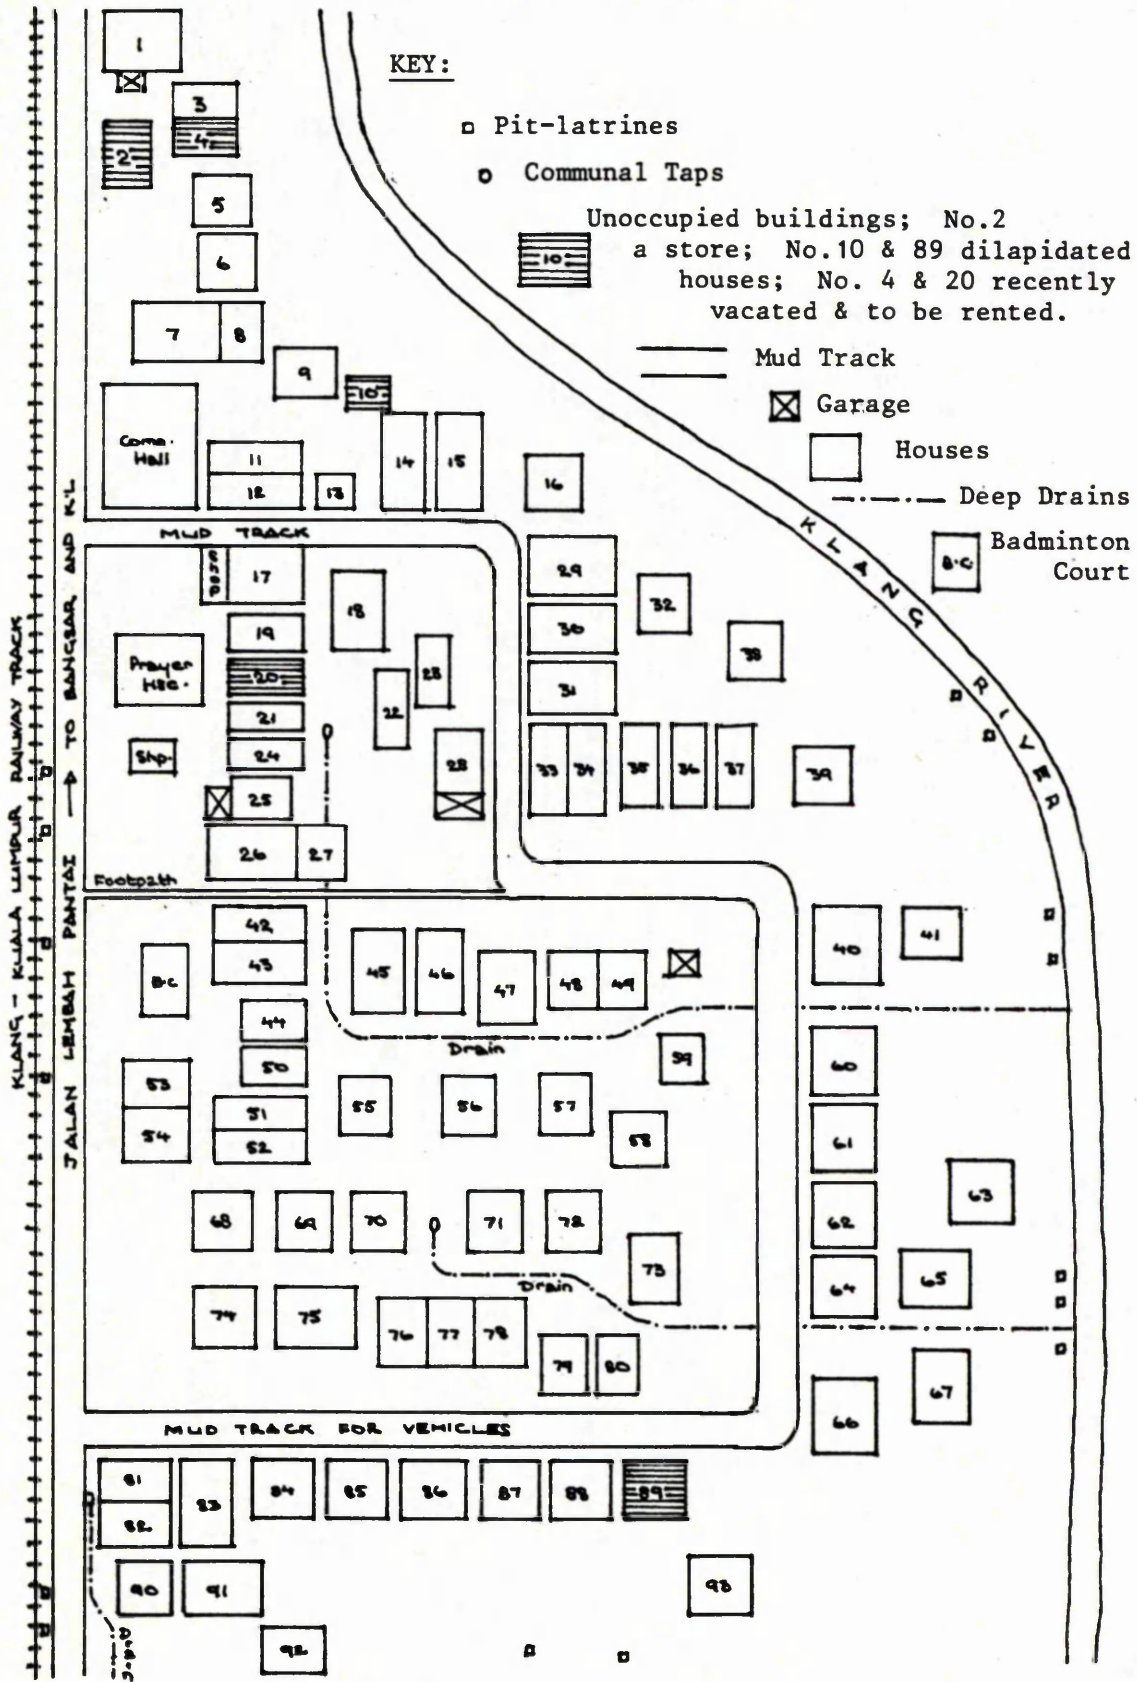 KEY:
Pit-latrines
Communal Taps
Unoccupied buildings; No.2
a store; No.10 & 89 dilapidated
houses; No. 4 & 20 recently
vacated & to be rented.
10
Mud Track
Garage
Houses
Deep Drains
Badminton
Court
B.C
KLANG RIVER
KLANG - KUALA LUMPUR RAILWAY TRACK
JALAN LEMBAH PANTAI → TO BANGSAR AND K'L
1
3
4
2
5
6
7 8
9
10
Comm.
Hall
11
12
13
14 15
16
MUD TRACK
17
18
19
Prayer
Hse.
20
21
22
23
Shp.
24
25
28
26 27
Footpath
29
30
31
32
38
33 34 35 36 37
39
40 41
42
43
B.C
44
45 46 47 48 49
Drain
50
51
52
53
54
55 56 57
59
58
60
61
62
63
64
65
66
67
68 69 70 71 72
73
Drain
74 75
76 77 78
79 80
MUD TRACK FOR VEHICLES
81
82
83
84 85 86 87 88 89
90 91
92
93